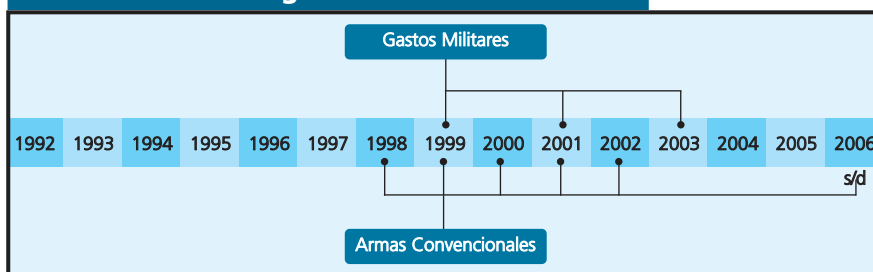 Gastos Militares
1992 1993 1994 1995 1996 1997 1998 1999 2000 2001 2002 2003 2004 2005 2006
s/d
Armas Convencionales